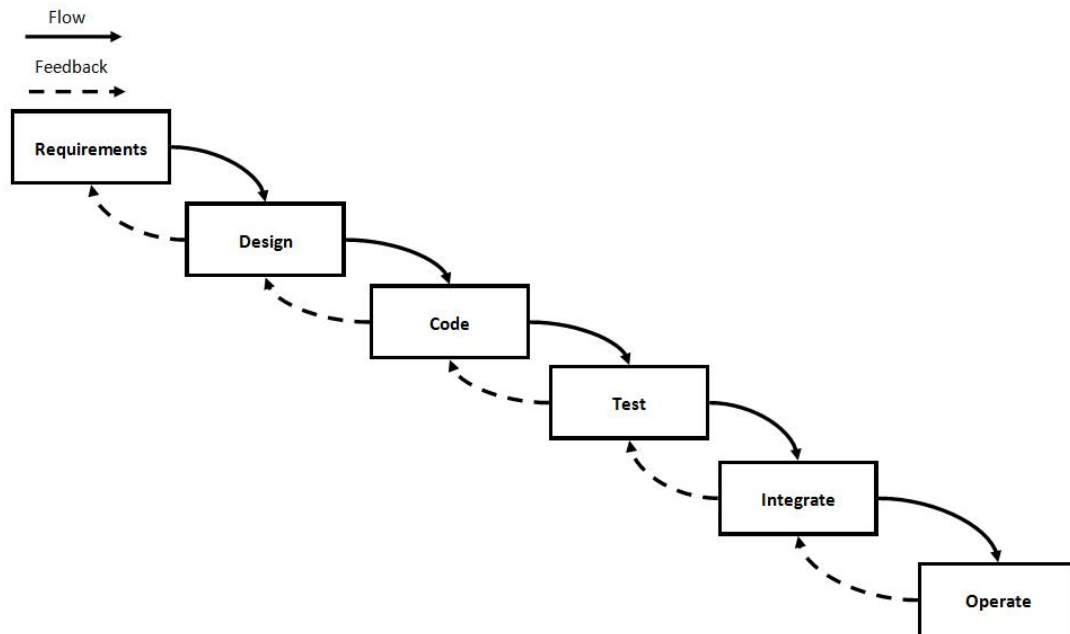 Flow
Feedback
Requirements
Design
Code
Test
Integrate
Operate